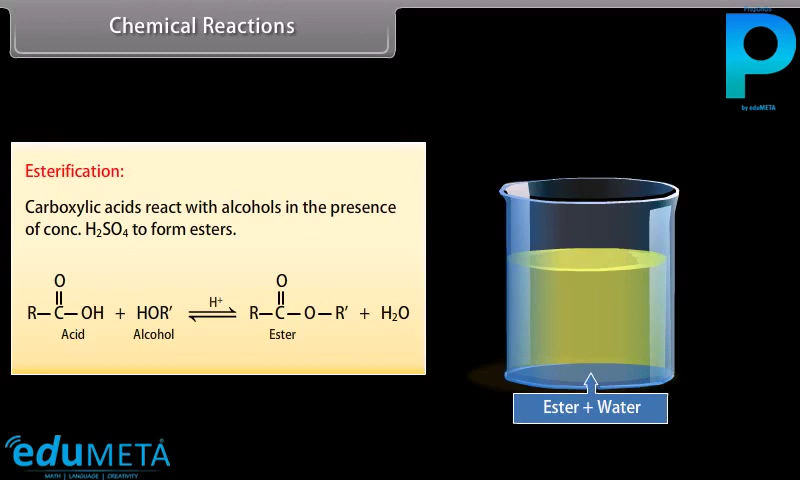 Chemical Reactions
by eduMETA
Esterification:
Carboxylic acids react with alcohols in the presence
of conc. H₂SO₄ to form esters.
O O
R—C—OH + HOR′ ⇌ H⁺ R—C—O—R′ + H₂O
Acid Alcohol Ester
Ester + Water
eduMETA
MATH | LANGUAGE | CREATIVITY